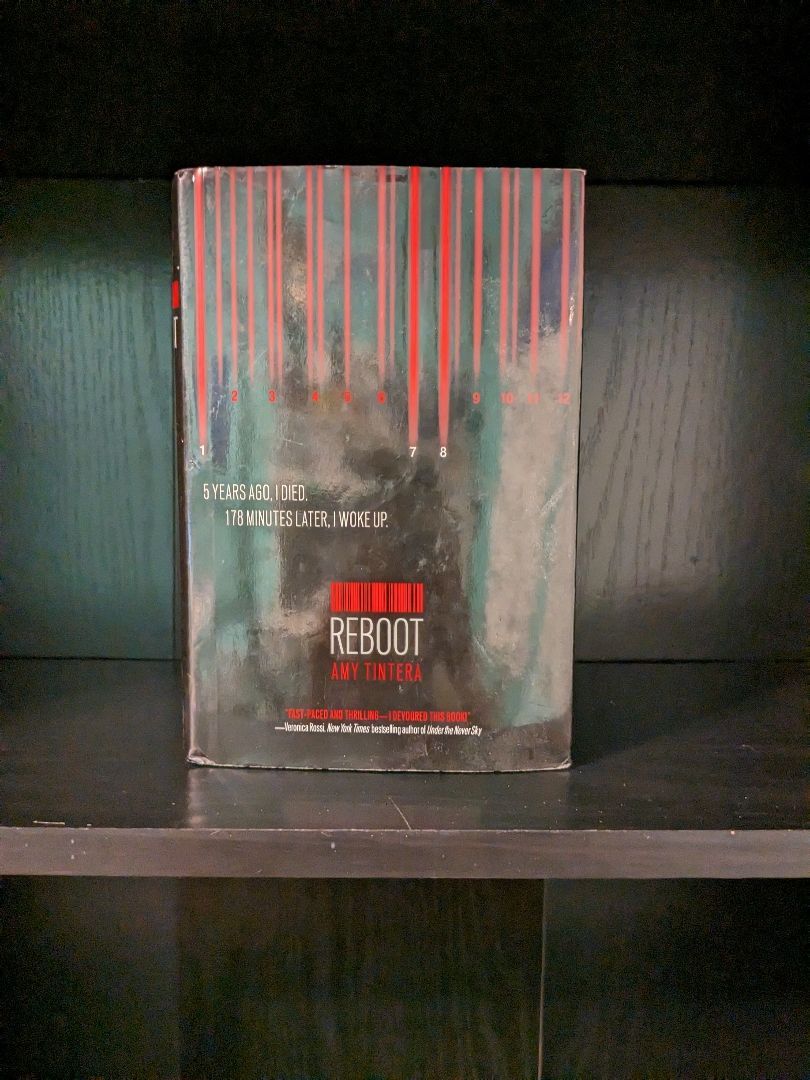 2 3 4 5 6 9 10 11 12
1 7 8
5 YEARS AGO, I DIED.
178 MINUTES LATER, I WOKE UP.
REBOOT
AMY TINTERA
"FAST-PACED AND THRILLING—I DEVOURED THIS BOOK!"
—Veronica Rossi, New York Times bestselling author of Under the Never Sky